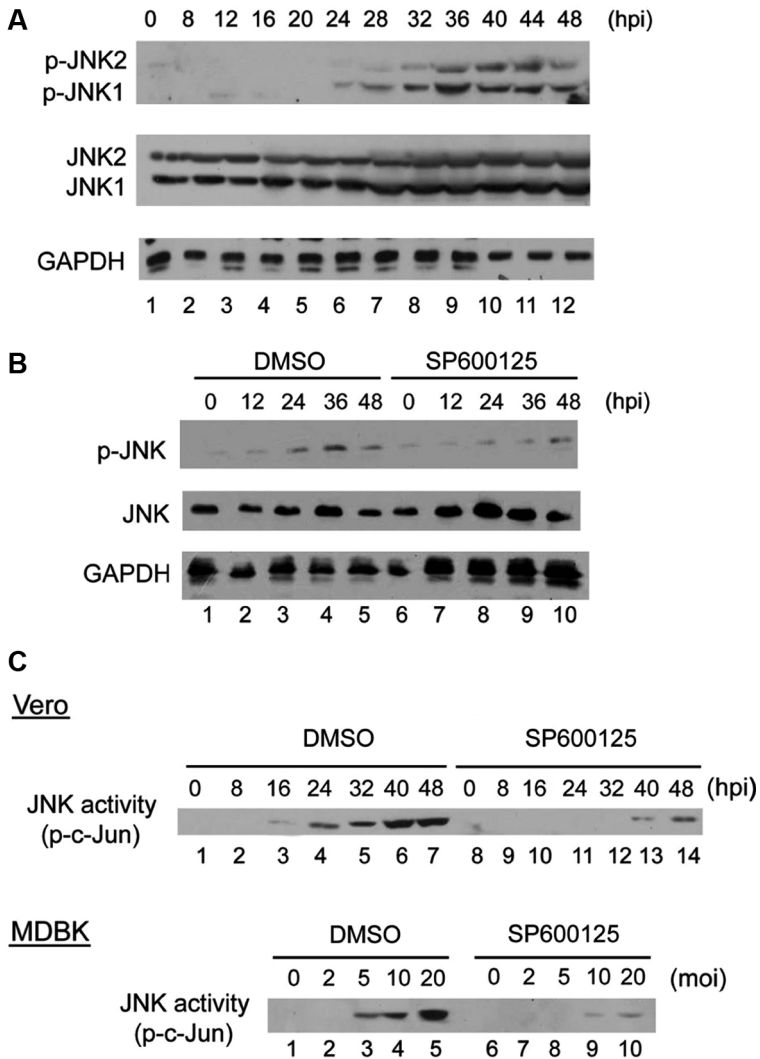 A
0 8 12 16 20 24 28 32 36 40 44 48 (hpi)
p-JNK2
p-JNK1
JNK2
JNK1
GAPDH
1 2 3 4 5 6 7 8 9 10 11 12
B
DMSO SP600125
0 12 24 36 48 0 12 24 36 48 (hpi)
p-JNK
JNK
GAPDH
1 2 3 4 5 6 7 8 9 10
C
Vero
DMSO SP600125
0 8 16 24 32 40 48 0 8 16 24 32 40 48 (hpi)
JNK activity
(p-c-Jun)
1 2 3 4 5 6 7 8 9 10 11 12 13 14
MDBK
DMSO SP600125
0 2 5 10 20 0 2 5 10 20 (moi)
JNK activity
(p-c-Jun)
1 2 3 4 5 6 7 8 9 10